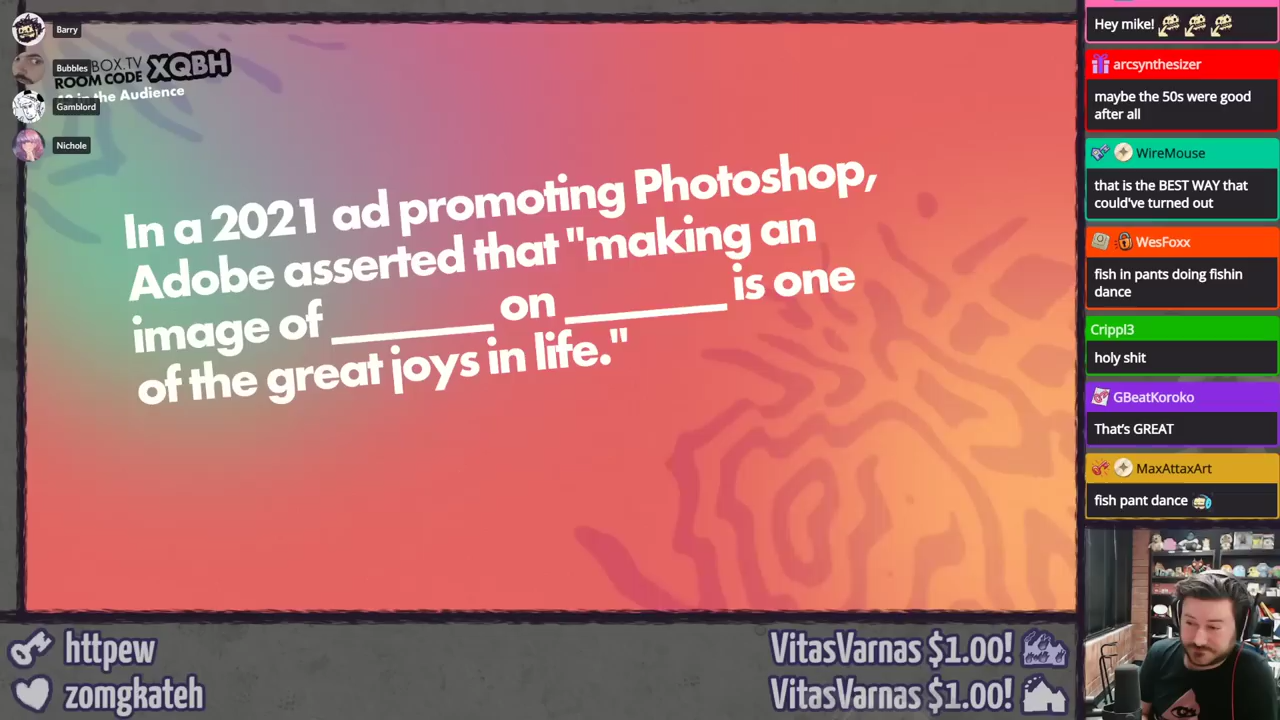 Barry
Bubbles
BOX.TV
ROOM CODE XQBH
in the Audience
Gamblord
Nichole
In a 2021 ad promoting Photoshop,
Adobe asserted that "making an
image of ________ on ________ is one
of the great joys in life."
Hey mike!
arcsynthesizer
maybe the 50s were good
after all
WireMouse
that is the BEST WAY that
could've turned out
WesFoxx
fish in pants doing fishin
dance
Crippl3
holy shit
GBeatKoroko
That's GREAT
MaxAttaxArt
fish pant dance
httpew
zomgkateh
VitasVarnas $1.00!
VitasVarnas $1.00!